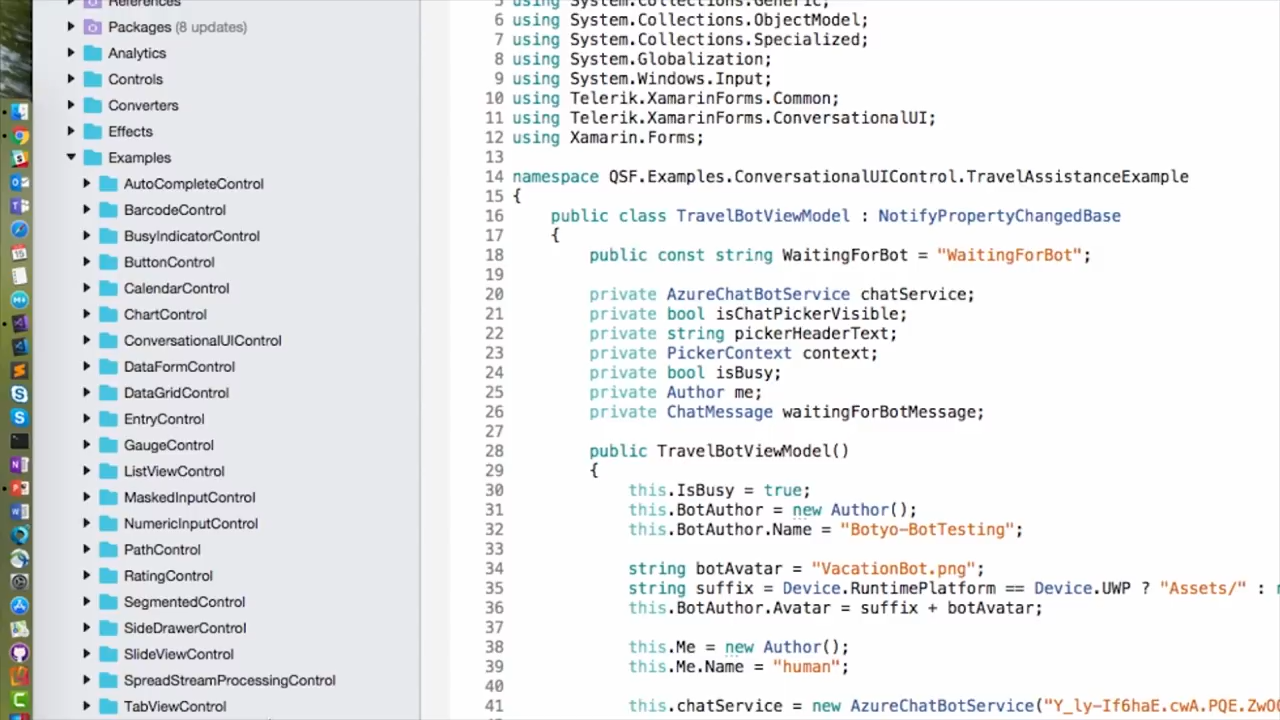 References
Packages (8 updates)
Analytics
Controls
Converters
Effects
Examples
AutoCompleteControl
BarcodeControl
BusyIndicatorControl
ButtonControl
CalendarControl
ChartControl
ConversationalUIControl
DataFormControl
DataGridControl
EntryControl
GaugeControl
ListViewControl
MaskedInputControl
NumericInputControl
PathControl
RatingControl
SegmentedControl
SideDrawerControl
SlideViewControl
SpreadStreamProcessingControl
TabViewControl
5 using System.Collections.Generic;
6 using System.Collections.ObjectModel;
7 using System.Collections.Specialized;
8 using System.Globalization;
9 using System.Windows.Input;
10 using Telerik.XamarinForms.Common;
11 using Telerik.XamarinForms.ConversationalUI;
12 using Xamarin.Forms;
13
14 namespace QSF.Examples.ConversationalUIControl.TravelAssistanceExample
15 {
16 public class TravelBotViewModel : NotifyPropertyChangedBase
17 {
18 public const string WaitingForBot = "WaitingForBot";
19
20 private AzureChatBotService chatService;
21 private bool isChatPickerVisible;
22 private string pickerHeaderText;
23 private PickerContext context;
24 private bool isBusy;
25 private Author me;
26 private ChatMessage waitingForBotMessage;
27
28 public TravelBotViewModel()
29 {
30 this.IsBusy = true;
31 this.BotAuthor = new Author();
32 this.BotAuthor.Name = "Botyo-BotTesting";
33
34 string botAvatar = "VacationBot.png";
35 string suffix = Device.RuntimePlatform == Device.UWP ? "Assets/" :
36 this.BotAuthor.Avatar = suffix + botAvatar;
37
38 this.Me = new Author();
39 this.Me.Name = "human";
40
41 this.chatService = new AzureChatBotService("Y_ly-If6haE.cwA.PQE.ZwO